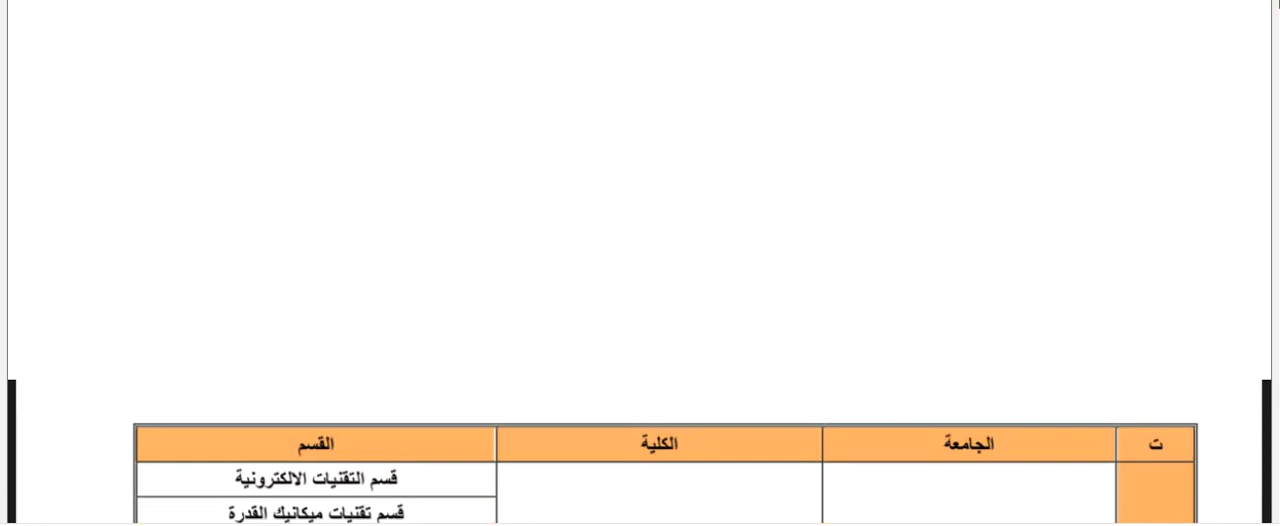 ت الجامعة الكلية القسم
قسم التقنيات الالكترونية
قسم تقنيات ميكانيك القدرة